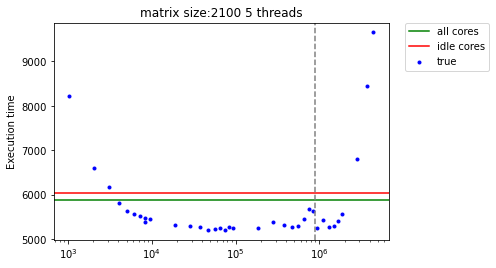 matrix size:2100 5 threads
all cores
idle cores
true
Execution time
9000
8000
7000
6000
5000
10³
10⁴
10⁵
10⁶